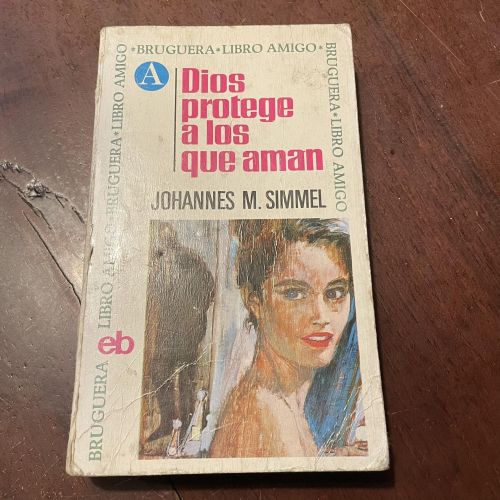 *BRUGUERA*LIBRO AMIGO*
A
Dios
protege
a los
que aman
JOHANNES M. SIMMEL
BRUGUERA*LIBRO AMIGO
eb
BRUGUERA LIBRO AMIGO*BRUGUERA*LIBRO AMIGO